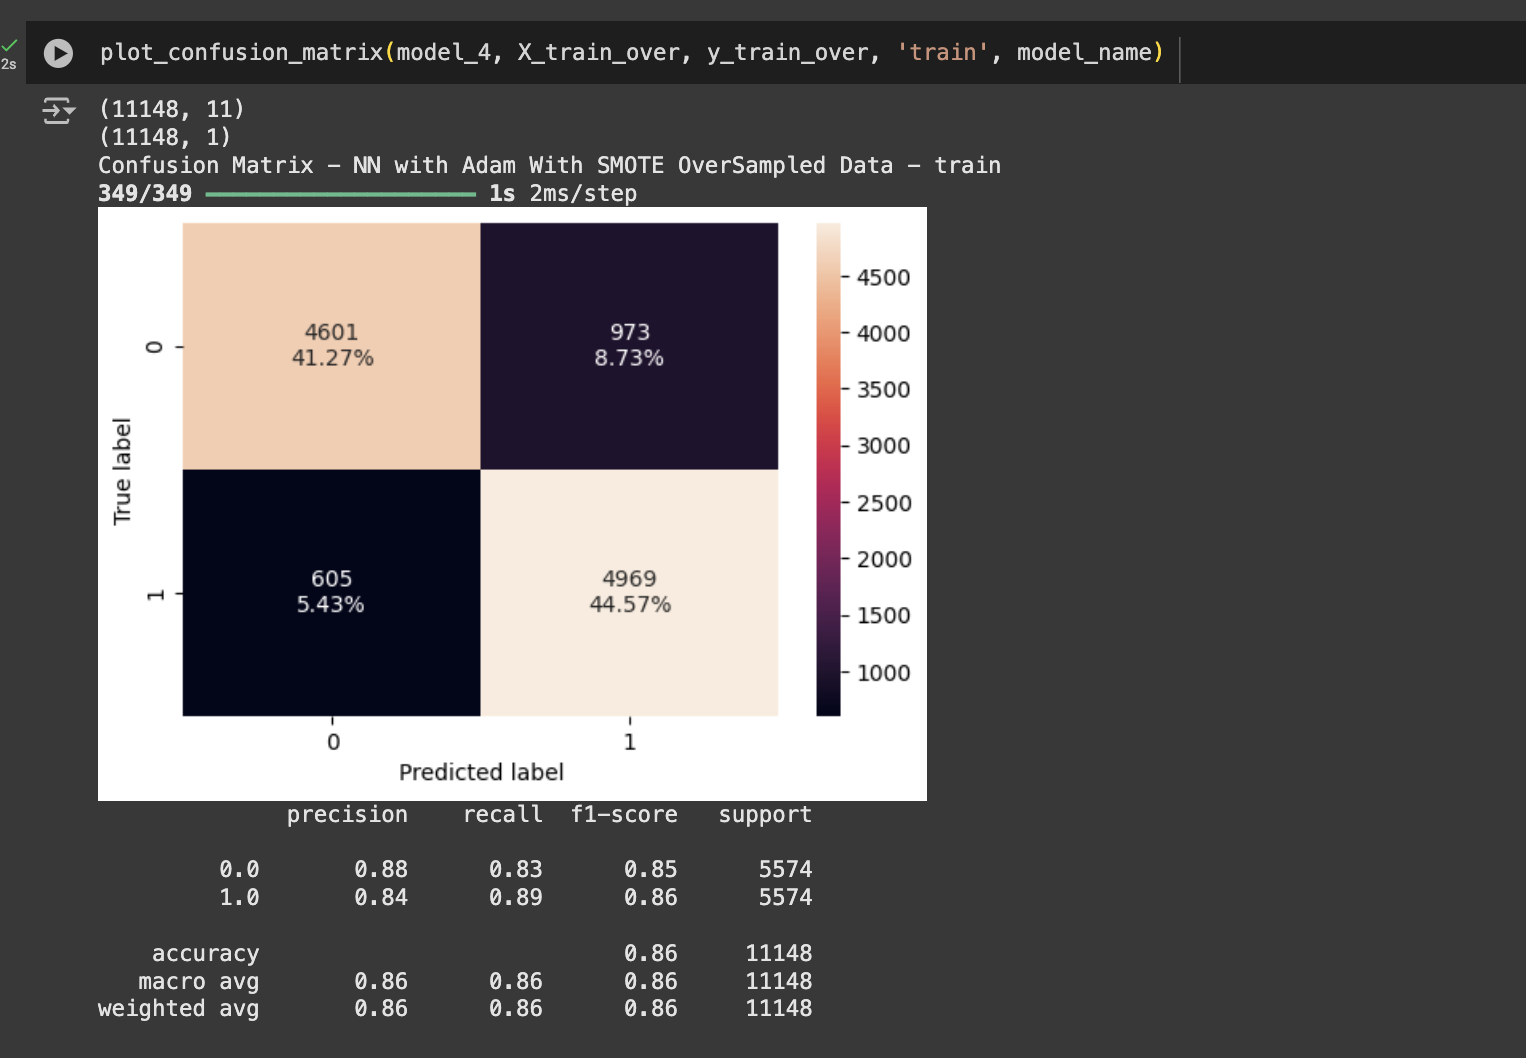 plot_confusion_matrix(model_4, X_train_over, y_train_over, 'train', model_name)
2s
(11148, 11)
(11148, 1)
Confusion Matrix – NN with Adam With SMOTE OverSampled Data – train
349/349 1s 2ms/step
4601
41.27%
973
8.73%
605
5.43%
4969
44.57%
True label
0
1
0 1
Predicted label
4500
4000
3500
3000
2500
2000
1500
1000
precision recall f1-score support
0.0 0.88 0.83 0.85 5574
1.0 0.84 0.89 0.86 5574
accuracy 0.86 11148
macro avg 0.86 0.86 0.86 11148
weighted avg 0.86 0.86 0.86 11148